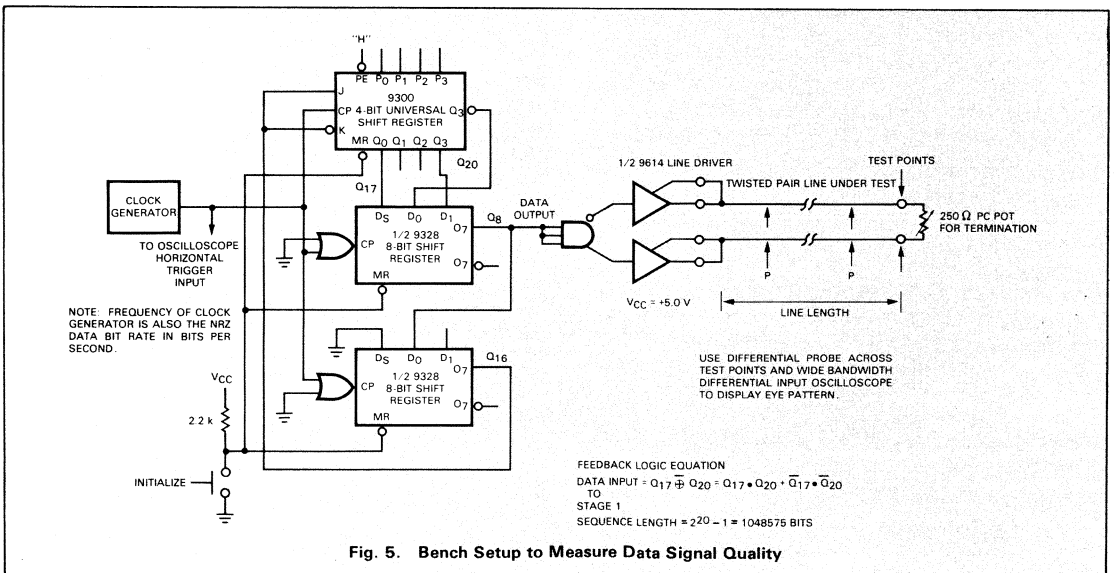 "H"
PE P0 P1 P2 P3
J
9300
CP 4-BIT UNIVERSAL Q3
SHIFT REGISTER
K
MR Q0 Q1 Q2 Q3
Q20
Q17
CLOCK
GENERATOR
TO OSCILLOSCOPE
HORIZONTAL
TRIGGER
INPUT
NOTE: FREQUENCY OF CLOCK
GENERATOR IS ALSO THE NRZ
DATA BIT RATE IN BITS PER
SECOND.
DS D0 D1
Q8
O7
1/2 9328
CP 8-BIT SHIFT
REGISTER
O7
MR
DATA
OUTPUT
1/2 9614 LINE DRIVER
TEST POINTS
TWISTED PAIR LINE UNDER TEST
250 Ω PC POT
FOR TERMINATION
P P
VCC = +5.0 V
LINE LENGTH
DS D0 D1
Q16
O7
1/2 9328
CP 8-BIT SHIFT
REGISTER
O7
MR
VCC
2.2 k
INITIALIZE
USE DIFFERENTIAL PROBE ACROSS
TEST POINTS AND WIDE BANDWIDTH
DIFFERENTIAL INPUT OSCILLOSCOPE
TO DISPLAY EYE PATTERN.
FEEDBACK LOGIC EQUATION
DATA INPUT = Q17 ⊕̅ Q20 = Q17 • Q20 + Q̅17 • Q̅20
TO
STAGE 1
SEQUENCE LENGTH = 2^20 – 1 = 1048575 BITS
Fig. 5. Bench Setup to Measure Data Signal Quality